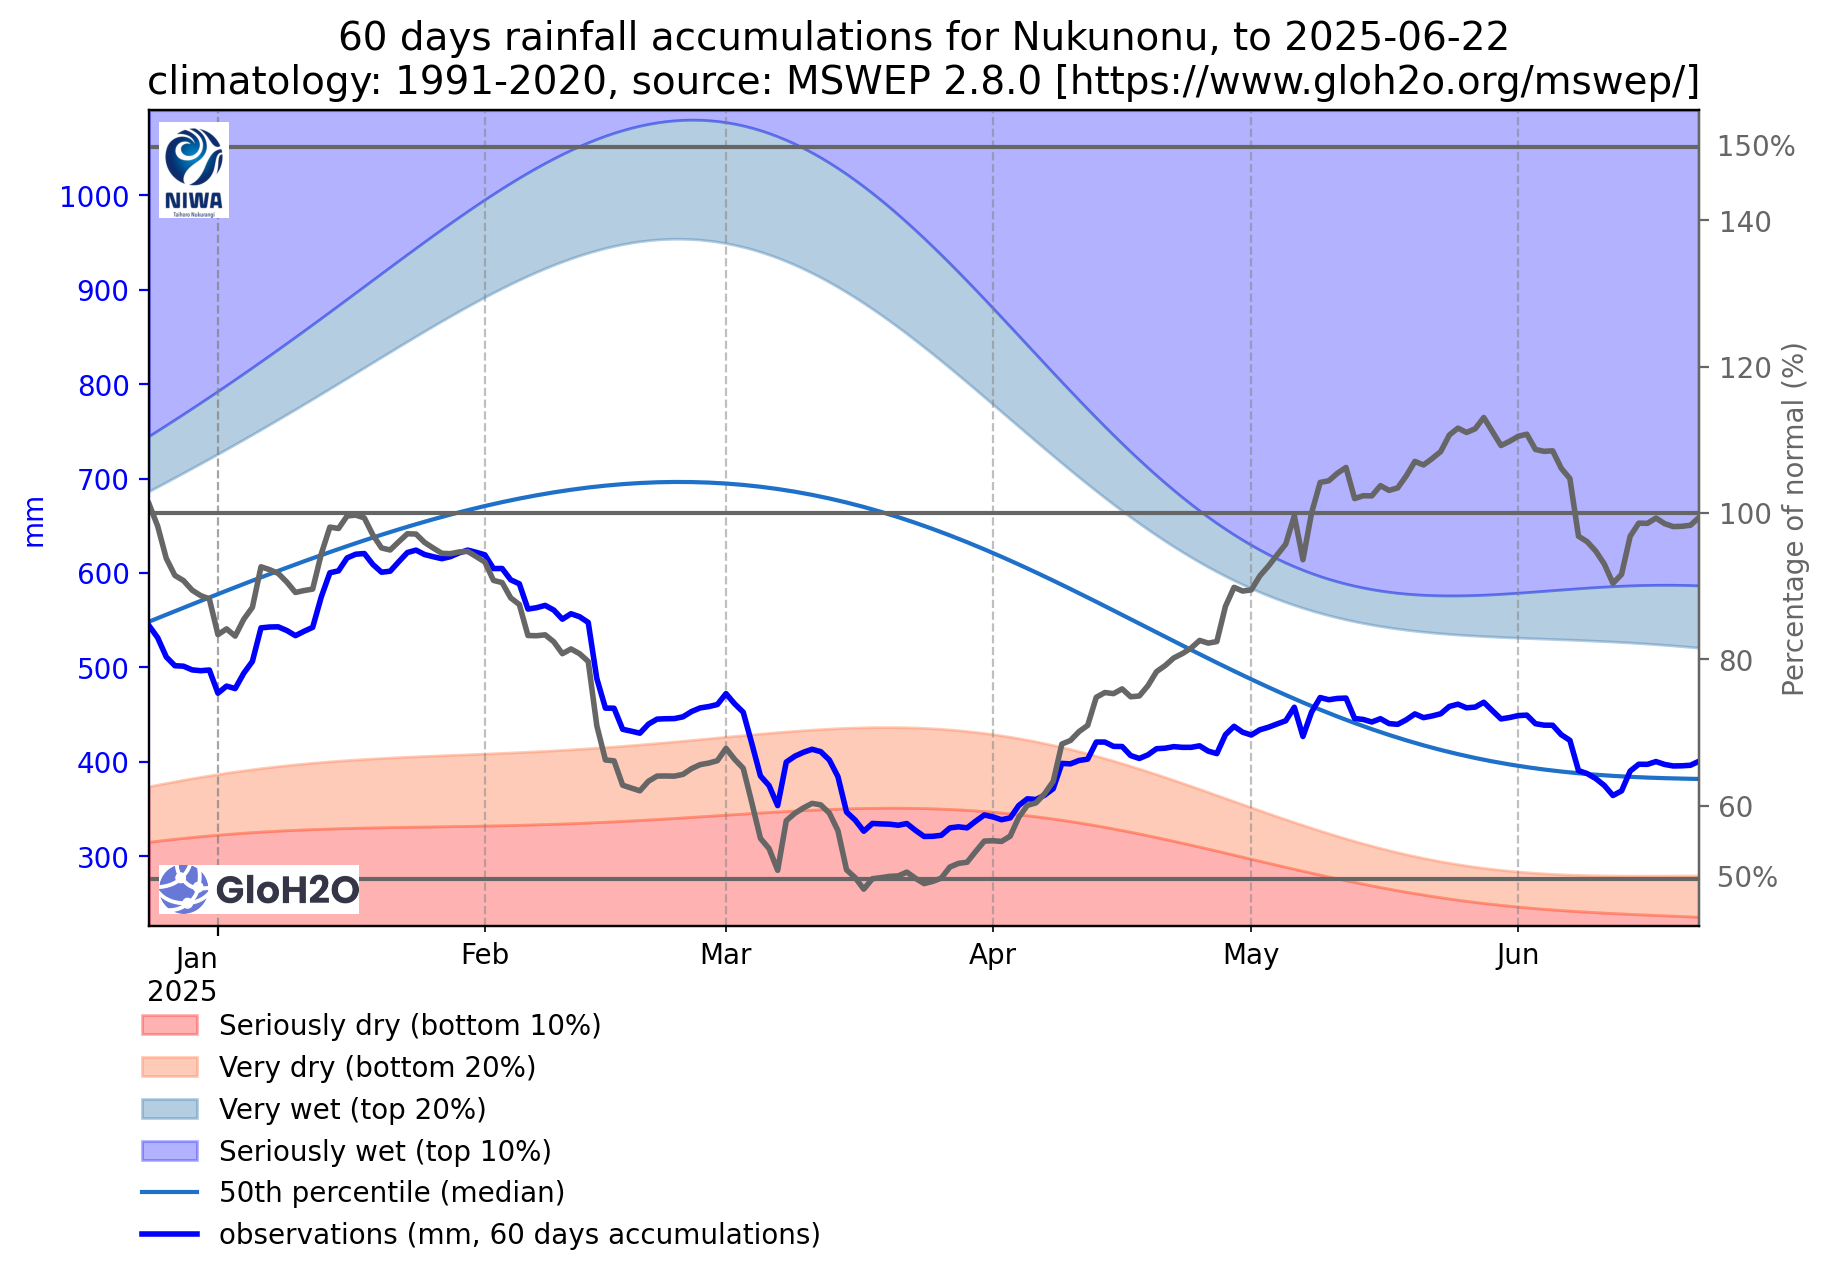 60 days rainfall accumulations for Nukunonu, to 2025-06-22
climatology: 1991-2020, source: MSWEP 2.8.0 [https://www.gloh2o.org/mswep/]
NIWA
Taihoro Nukurangi
1000
900
800
700
600
500
400
300
mm
150%
140
120
100
80
60
50%
Percentage of normal (%)
GloH2O
Jan
2025
Feb
Mar
Apr
May
Jun
Seriously dry (bottom 10%)
Very dry (bottom 20%)
Very wet (top 20%)
Seriously wet (top 10%)
50th percentile (median)
observations (mm, 60 days accumulations)